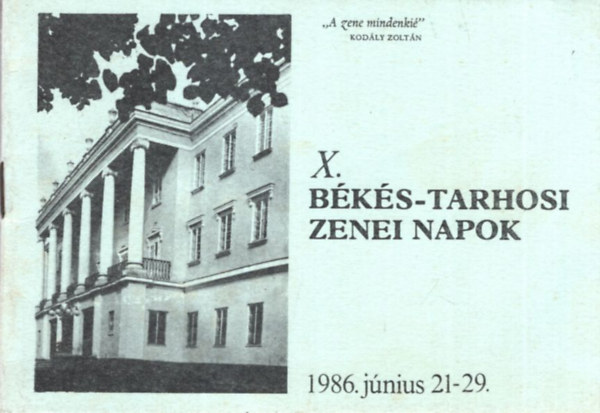 „A zene mindenkié”
KODÁLY ZOLTÁN
X.
BÉKÉS-TARHOSI
ZENEI NAPOK
1986. június 21-29.